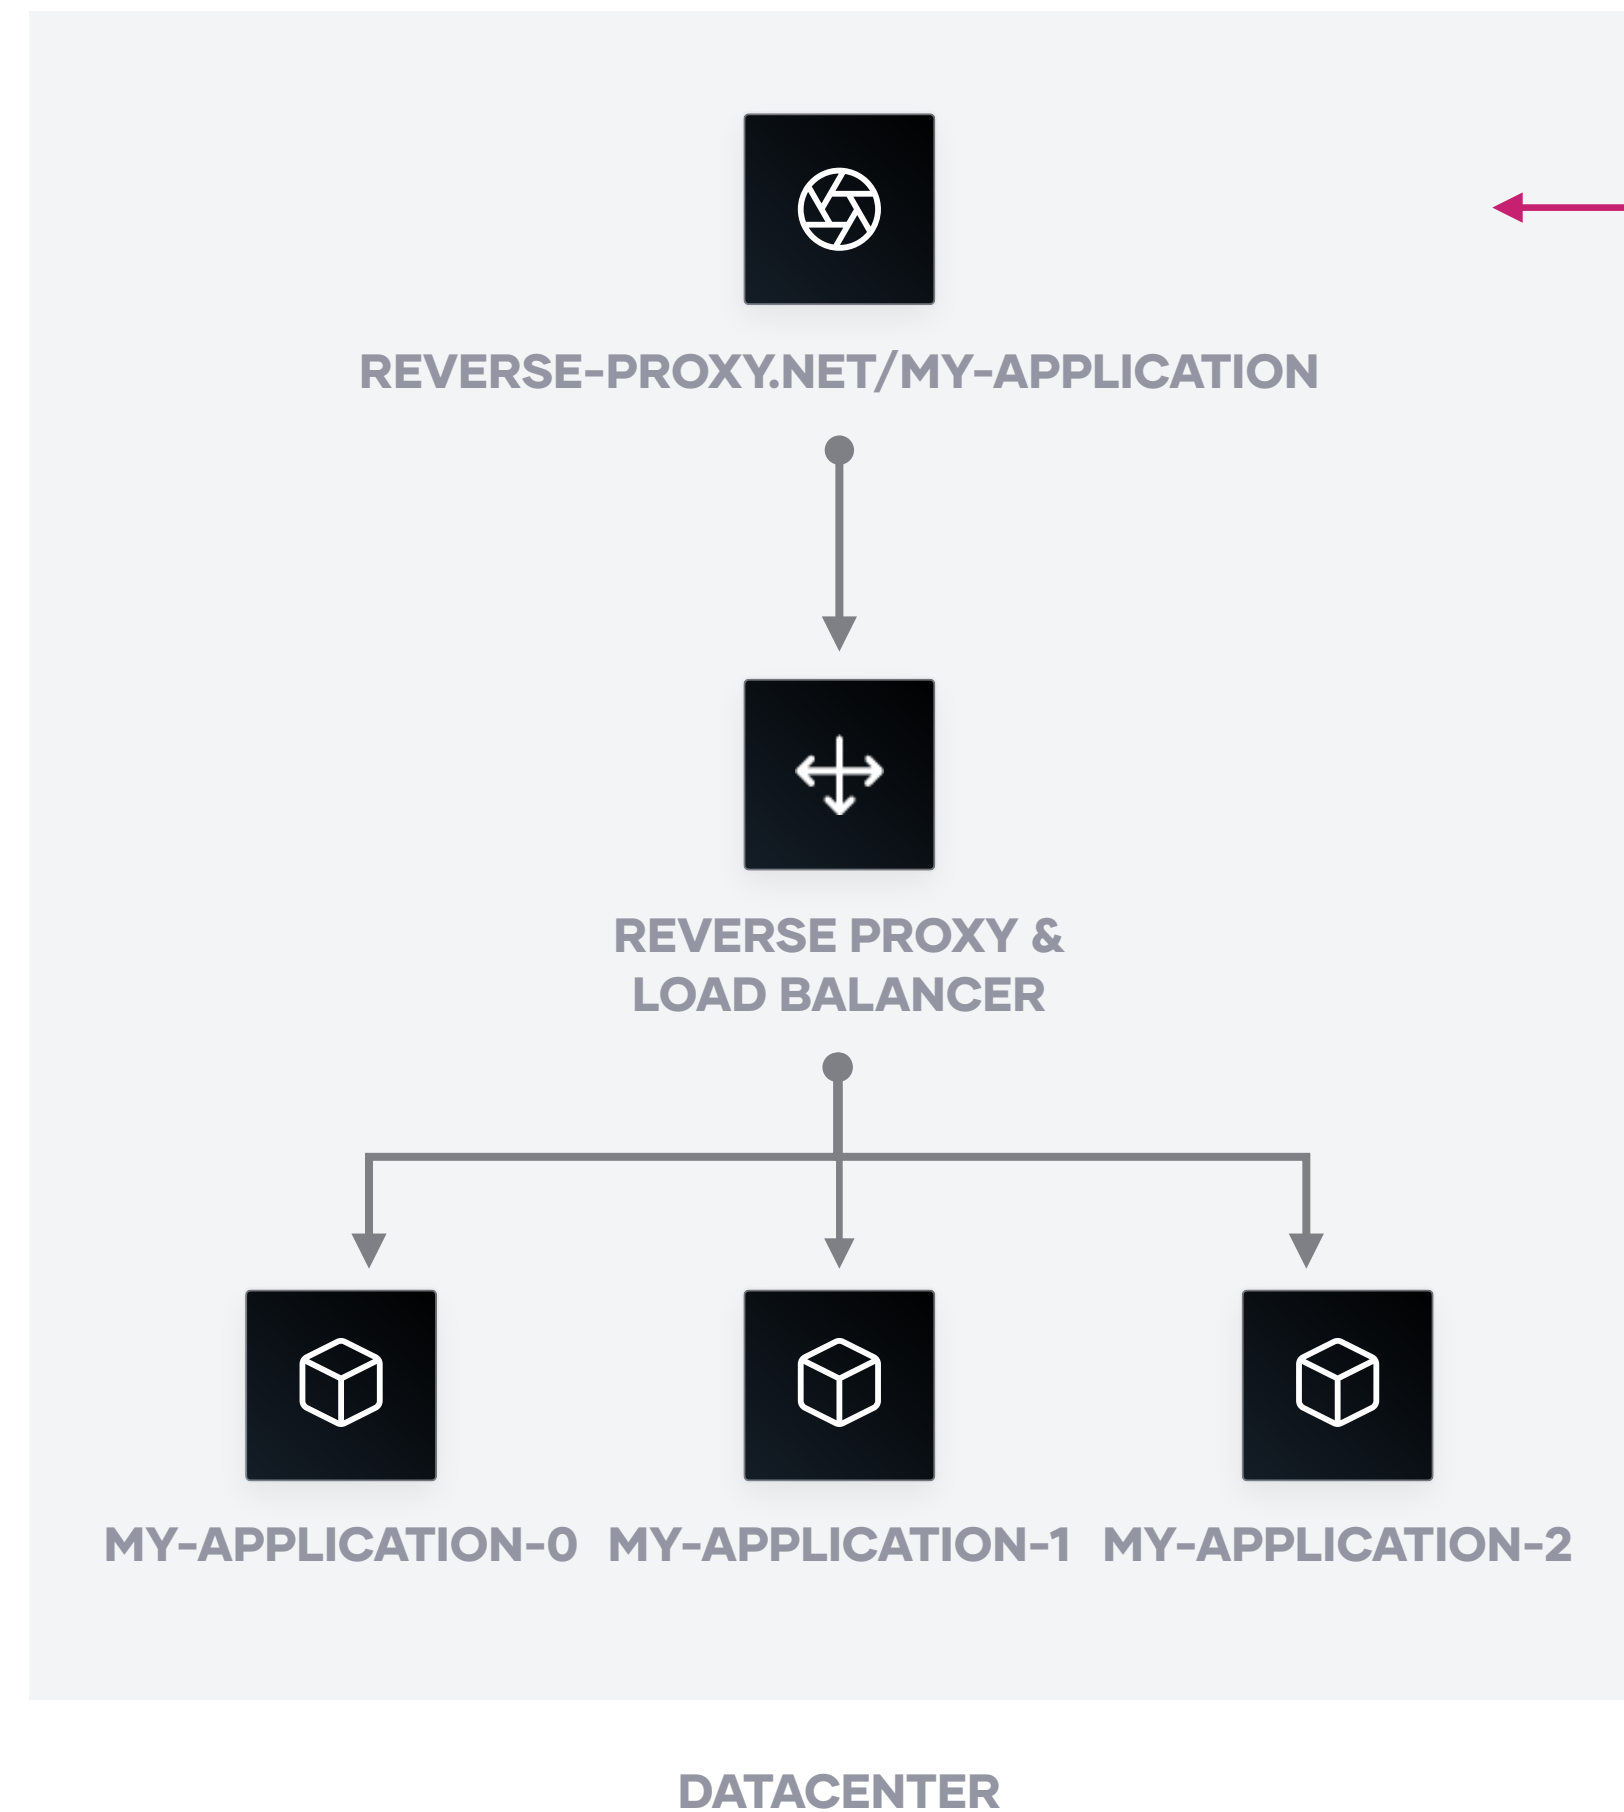 REVERSE-PROXY.NET/MY-APPLICATION
REVERSE PROXY &
LOAD BALANCER
MY-APPLICATION-0 MY-APPLICATION-1 MY-APPLICATION-2
DATACENTER